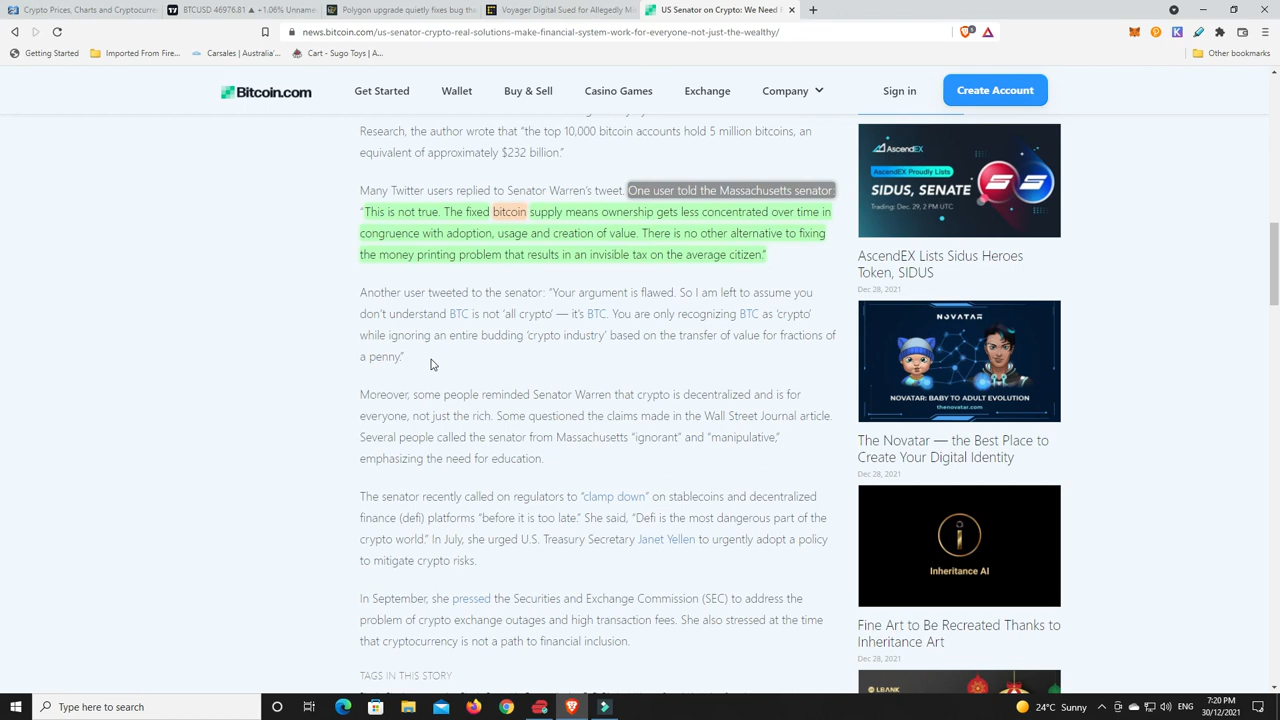 Crypto Prices, Charts and Cryptocurr
BTCUSD 46976.81 ▲ +1.06% Unname
Polygon upgrade quietly fixes bug tha
Voyager Digital Sued for Allegedly Mi
US Senator on Crypto: We Need
news.bitcoin.com/us-senator-crypto-real-solutions-make-financial-system-work-for-everyone-not-just-the-wealthy/
Getting Started
Imported From Fire...
Carsales | Australia'...
Cart - Sugo Toys | A...
Other bookmarks
Bitcoin.com
Get Started
Wallet
Buy & Sell
Casino Games
Exchange
Company
Sign in
Create Account
Research, the author wrote that “the top 10,000 bitcoin accounts hold 5 million bitcoins, an
equivalent of approximately $232 billion.”
Many Twitter users replied to Senator Warren’s tweet. One user told the Massachusetts senator
“This is not true. The fixed bitcoin supply means ownership gets less concentrated over time in
congruence with adoption, usage and creation of value. There is no other alternative to fixing
the money printing problem that results in an invisible tax on the average citizen.”
Another user tweeted to the senator: “Your argument is flawed. So I am left to assume you
don’t understand BTC is not ‘all crypto’ — it’s BTC. You are only recognizing BTC as ‘crypto’
while ignoring an entire budding ‘crypto industry’ based on the transfer of value for fractions of
a penny.”
Moreover, some people reminded Senator Warren that crypto is decentralized and is for
everyone, not just the rich. Some questioned the claims made in the Wall Street Journal article.
Several people called the senator from Massachusetts “ignorant” and “manipulative,”
emphasizing the need for education.
The senator recently called on regulators to “clamp down” on stablecoins and decentralized
finance (defi) platforms “before it is too late.” She said, “Defi is the most dangerous part of the
crypto world.” In July, she urged U.S. Treasury Secretary Janet Yellen to urgently adopt a policy
to mitigate crypto risks.
In September, she pressed the Securities and Exchange Commission (SEC) to address the
problem of crypto exchange outages and high transaction fees. She also stressed at the time
that cryptocurrency is not a path to financial inclusion.
TAGS IN THIS STORY
AscendEX
AscendEX Proudly Lists
SIDUS, SENATE
Trading: Dec. 29, 2 PM UTC
AscendEX Lists Sidus Heroes
Token, SIDUS
Dec 28, 2021
NOVATAR
NOVATAR: BABY TO ADULT EVOLUTION
thenovatar.com
The Novatar — the Best Place to
Create Your Digital Identity
Dec 28, 2021
Inheritance AI
Fine Art to Be Recreated Thanks to
Inheritance Art
Dec 28, 2021
LBANK
Type here to search
24°C Sunny
ENG
7:20 PM
30/12/2021